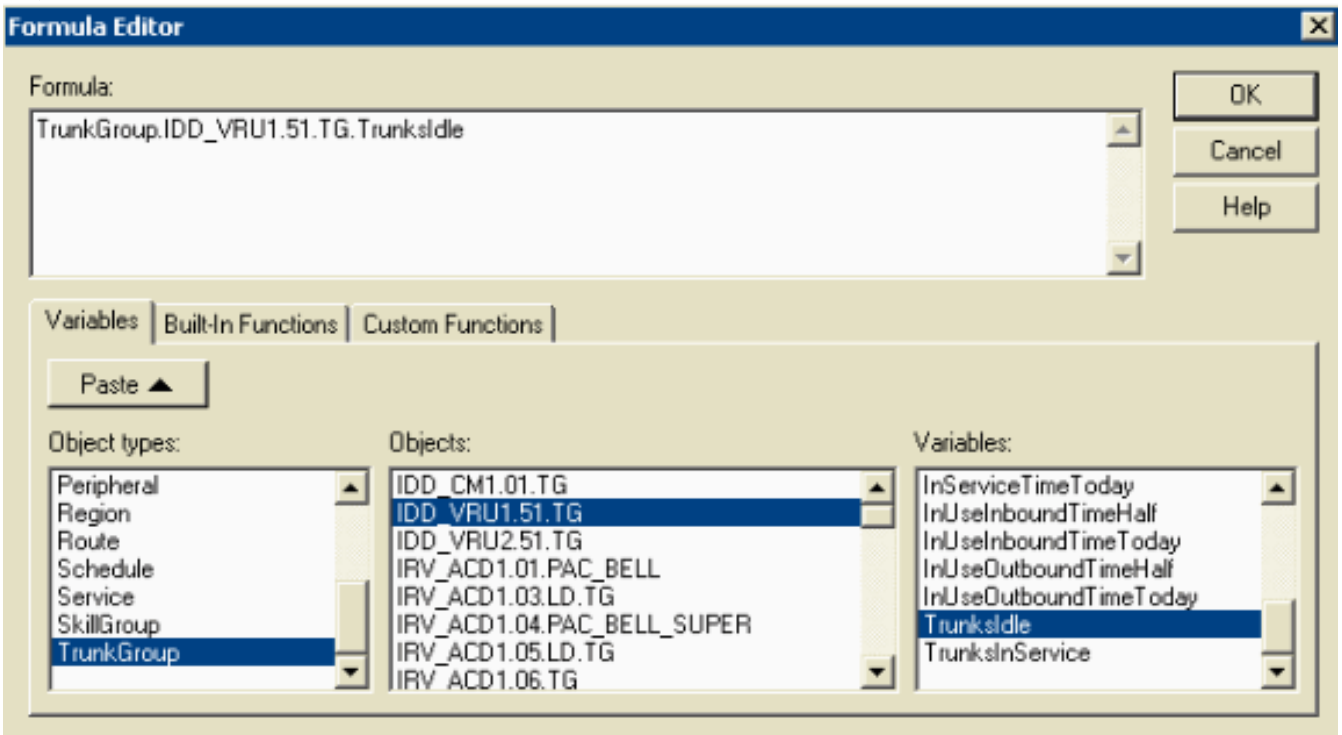 Formula Editor
Formula:
TrunkGroup.IDD_VRU1.51.TG.TrunksIdle
OK
Cancel
Help
Variables
Built-In Functions
Custom Functions
Paste
Object types:
Peripheral
Region
Route
Schedule
Service
SkillGroup
TrunkGroup
Objects:
IDD_CM1.01.TG
IDD_VRU1.51.TG
IDD_VRU2.51.TG
IRV_ACD1.01.PAC_BELL
IRV_ACD1.03.LD.TG
IRV_ACD1.04.PAC_BELL_SUPER
IRV_ACD1.05.LD.TG
IRV_ACD1.06.TG
Variables:
InServiceTimeToday
InUseInboundTimeHalf
InUseInboundTimeToday
InUseOutboundTimeHalf
InUseOutboundTimeToday
TrunksIdle
TrunksInService